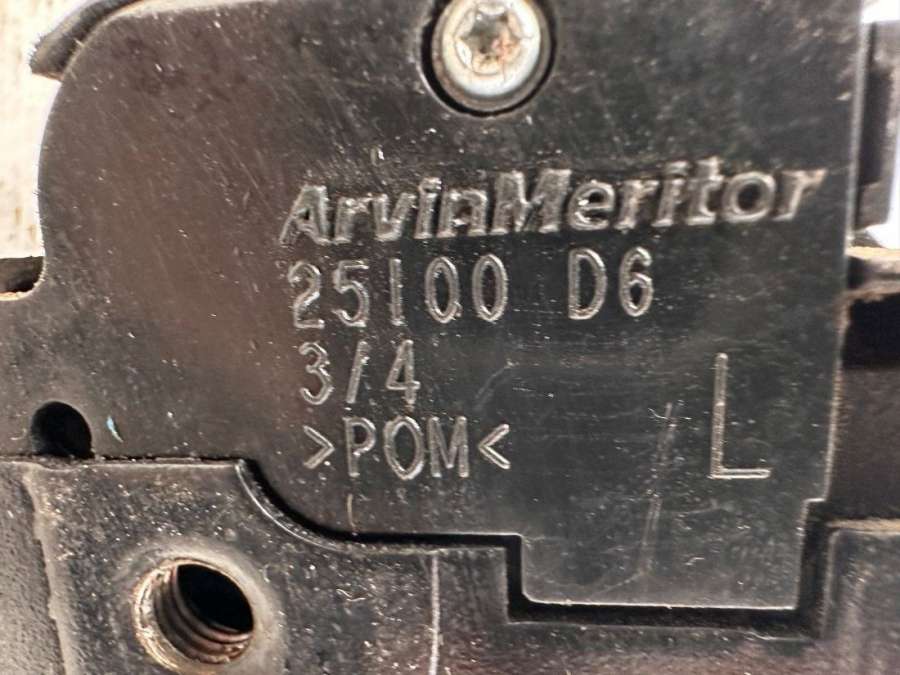 ArvinMeritor
25100 D6
3/4
>POM<
L